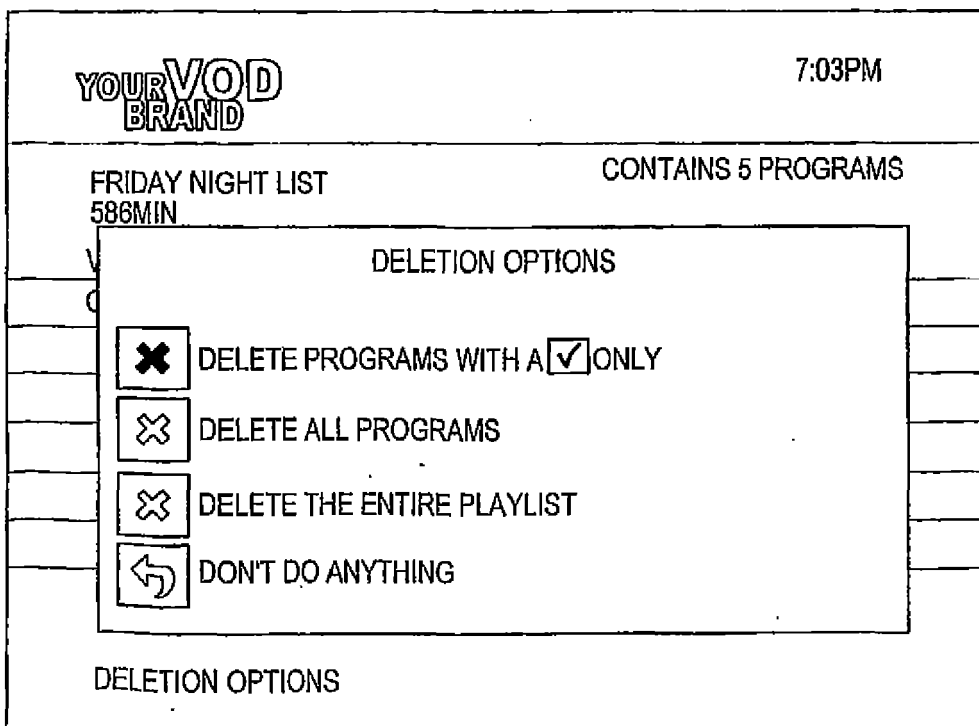 YOUR VOD
BRAND
7:03PM
FRIDAY NIGHT LIST
CONTAINS 5 PROGRAMS
586MIN
DELETION OPTIONS
DELETE PROGRAMS WITH A ONLY
DELETE ALL PROGRAMS
DELETE THE ENTIRE PLAYLIST
DON'T DO ANYTHING
DELETION OPTIONS